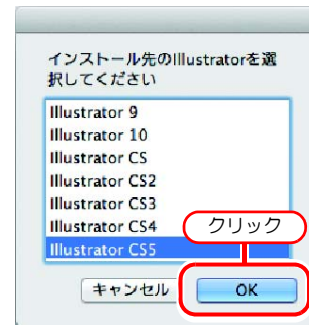 インストール先のIllustratorを選
択してください
Illustrator 9
Illustrator 10
Illustrator CS
Illustrator CS2
Illustrator CS3
Illustrator CS4
クリック
Illustrator CS5
キャンセル
OK